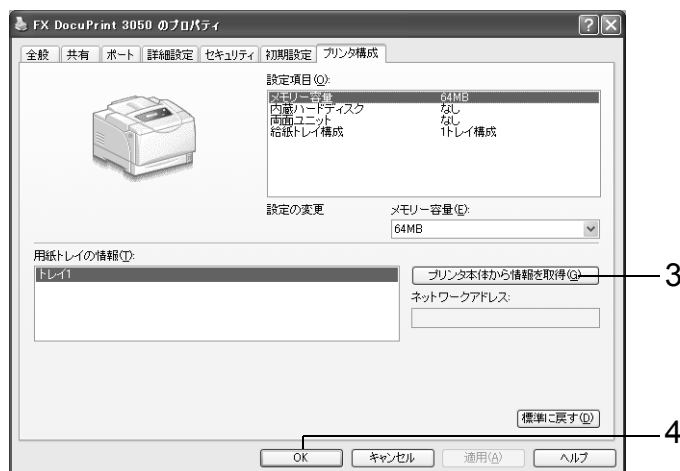 FX DocuPrint 3050 のプロパティ
全般 共有 ポート 詳細設定 セキュリティ 初期設定 プリンタ構成
設定項目(O):
メモリー容量 64MB
内蔵ハードディスク なし
両面ユニット なし
給紙トレイ構成 1トレイ構成
設定の変更 メモリー容量(E):
64MB
用紙トレイの情報(T):
トレイ1
プリンタ本体から情報を取得(G) 3
ネットワークアドレス:
標準に戻す(D)
OK キャンセル 適用(A) ヘルプ 4